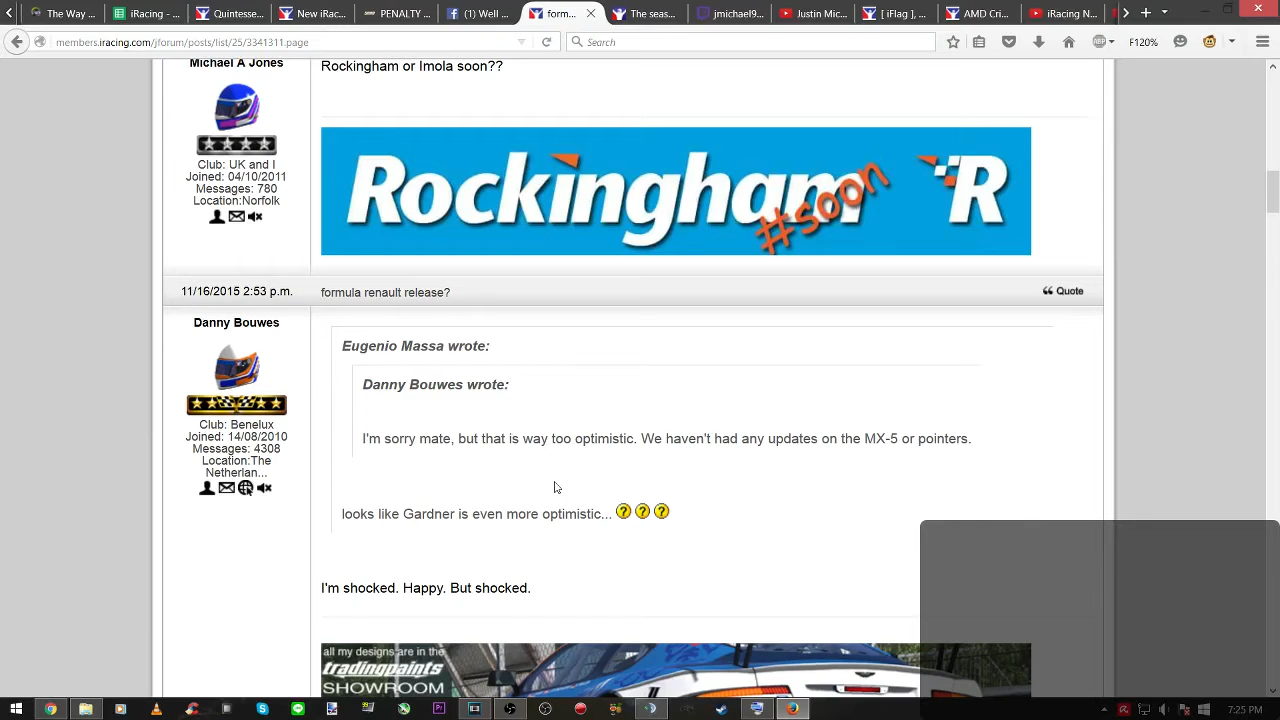 The Way
iRacing -
Quintesse
New iRac
PENALTY
(1) Well
form...
The seas
jmichael9
Justin Mic
[ iFlag ],
AMD Cr
iRacing N
members.iracing.com/jforum/posts/list/25/3341311.page
Search
ABP
F120%
Michael A Jones
Club: UK and I
Joined: 04/10/2011
Messages: 780
Location:Norfolk
Rockingham or Imola soon??
Rockingham
#soon
R
11/16/2015 2:53 p.m.
formula renault release?
Quote
Danny Bouwes
Club: Benelux
Joined: 14/08/2010
Messages: 4308
Location:The
Netherlan...
Eugenio Massa wrote:
Danny Bouwes wrote:
I'm sorry mate, but that is way too optimistic. We haven't had any updates on the MX-5 or pointers.
looks like Gardner is even more optimistic... ? ? ?
I'm shocked. Happy. But shocked.
all my designs are in the
tradingpaints
SHOWROOM
7:25 PM